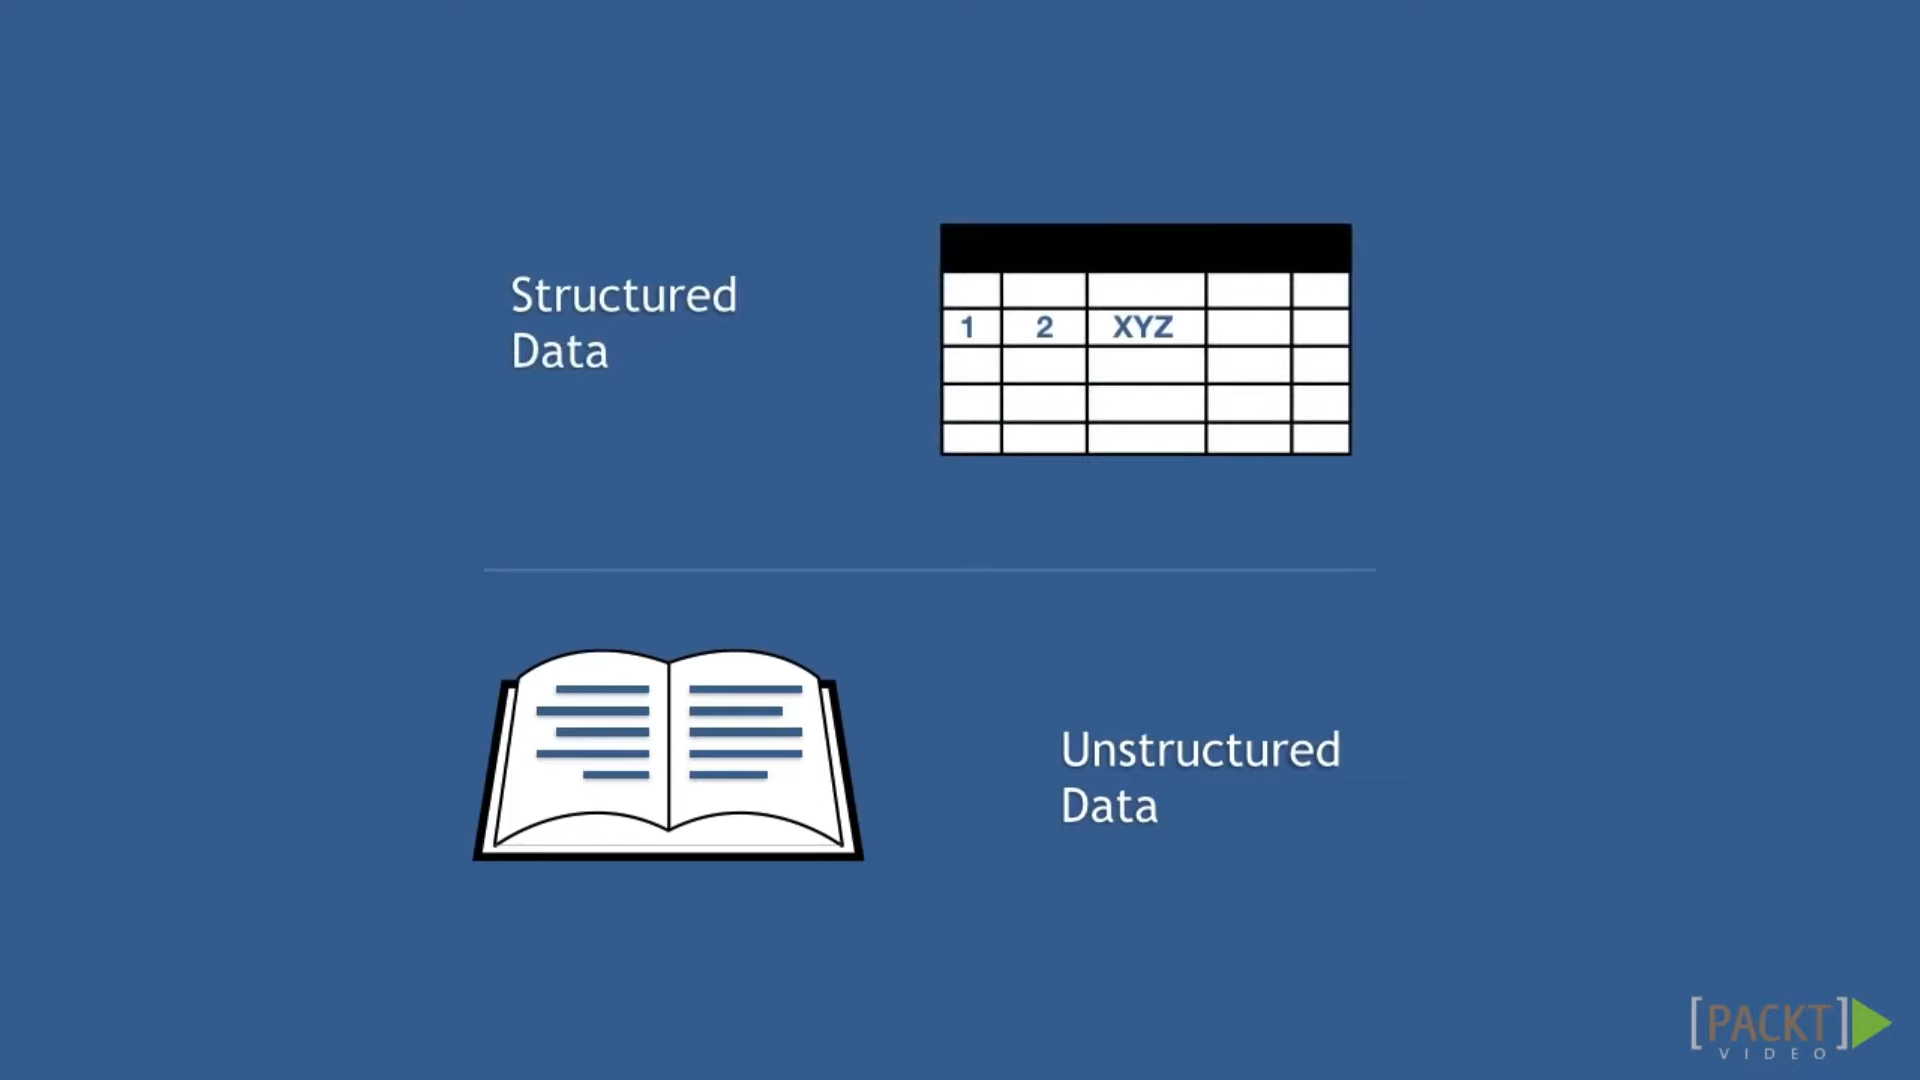 Structured
Data
1 2 XYZ
Unstructured
Data
[PACKT]
VIDEO